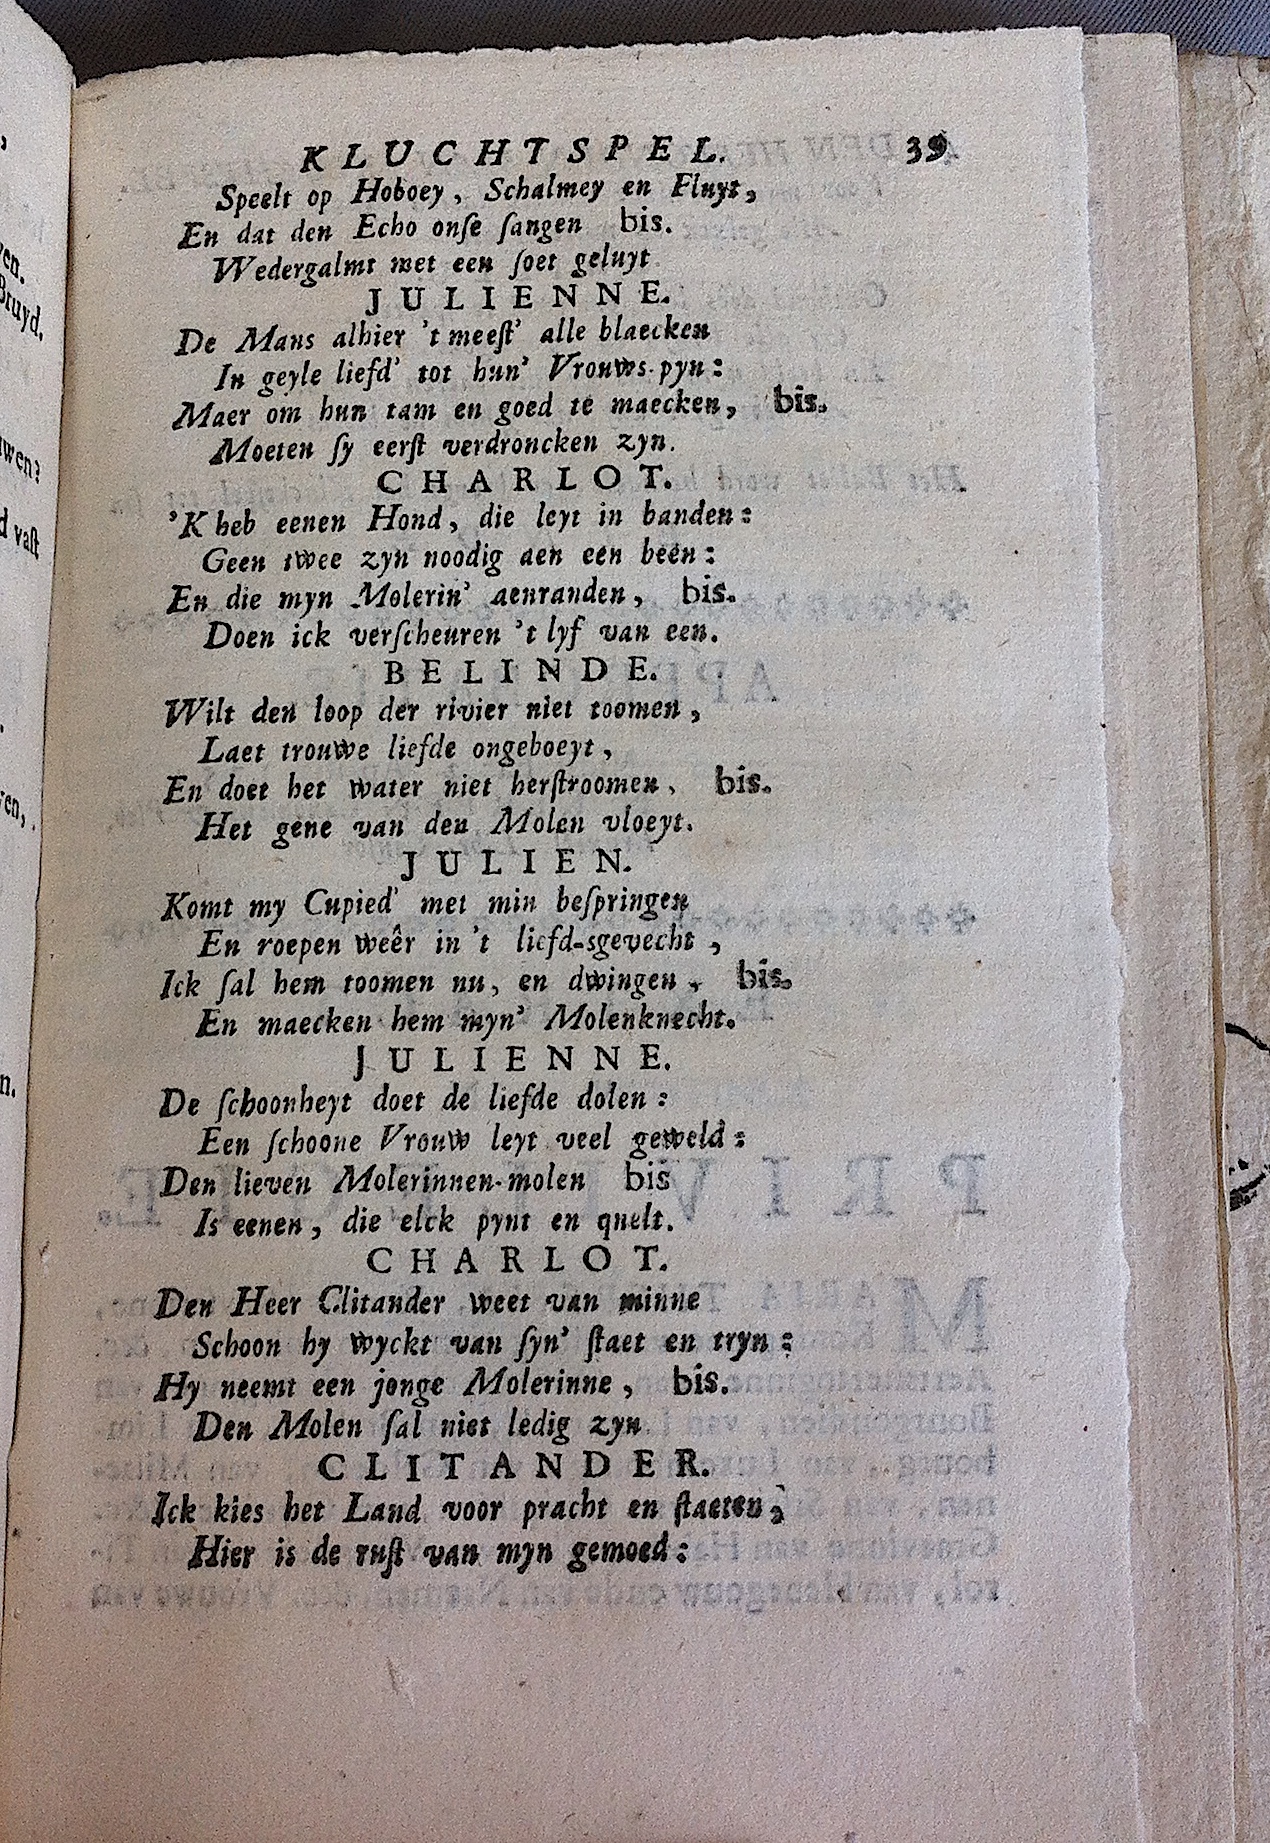 KLUCHTSPEL. 39
Speelt op Hoboey, Schalmey en Fluyt,
En dat den Echo onſe ſangen bis.
Wedergalmt met een ſoet geluyt
JULIENNE.
De Mans alhier 't meeſt' alle blaecken
In geyle liefd' tot hun' Vrouws-pyn:
Maer om hun tam en goed te maecken, bis.
Moeten ſy eerſt verdroncken zyn.
CHARLOT.
'K heb eenen Hond, die leyt in banden:
Geen twee zyn noodig aen een been:
En die myn Molerin' aenranden, bis.
Doen ick verſcheuren 't lyf van een.
BELINDE.
Wilt den loop der rivier niet toomen,
Laet trouwe liefde ongeboeyt,
En doet het water niet herſtroomen, bis.
Het gene van den Molen vloeyt.
JULIEN.
Komt my Cupied' met min beſpringen
En roepen weêr in 't liefd-sgevecht,
Ick ſal hem toomen nu, en dwingen, bis.
En maecken hem myn' Molenknecht.
JULIENNE.
De ſchoonheyt doet de liefde dolen:
Een ſchoone Vrouw leyt veel geweld:
Den lieven Molerinnen-molen bis
Is eenen, die elck pynt en quelt.
CHARLOT.
Den Heer Clitander weet van minne
Schoon hy wyckt van ſyn' ſtaet en tryn:
Hy neemt een jonge Molerinne, bis.
Den Molen ſal niet ledig zyn
CLITANDER.
Ick kies het Land voor pracht en ſtaeten,
Hier is de ruſt van myn gemoed: